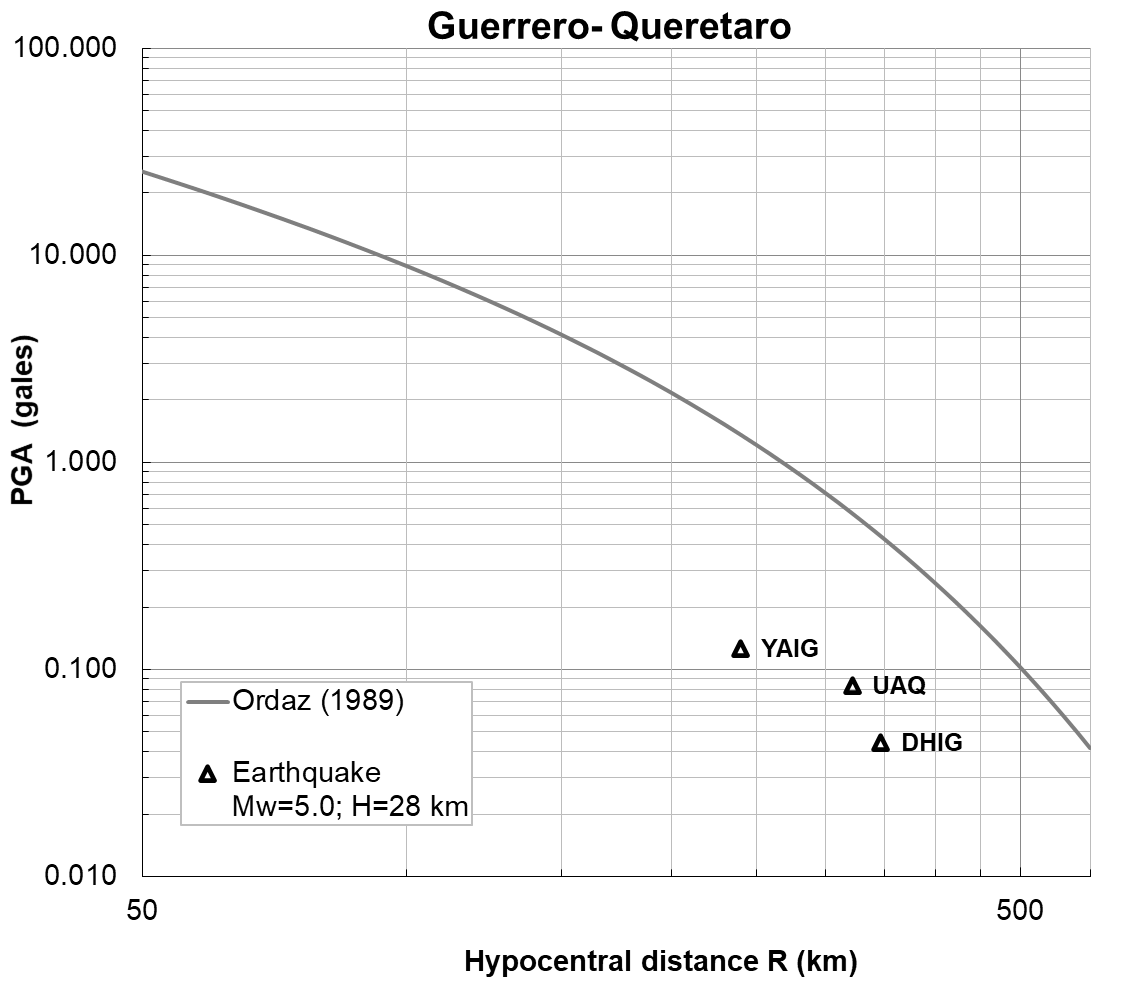 Guerrero- Queretaro
100.000
10.000
1.000
0.100
0.010
PGA (gales)
YAIG
UAQ
DHIG
Ordaz (1989)
Earthquake
Mw=5.0; H=28 km
50
500
Hypocentral distance R (km)